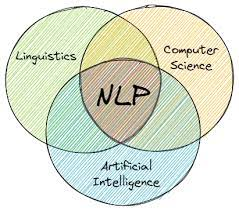 Linguistics
Computer
Science
NLP
Artificial
Intelligence